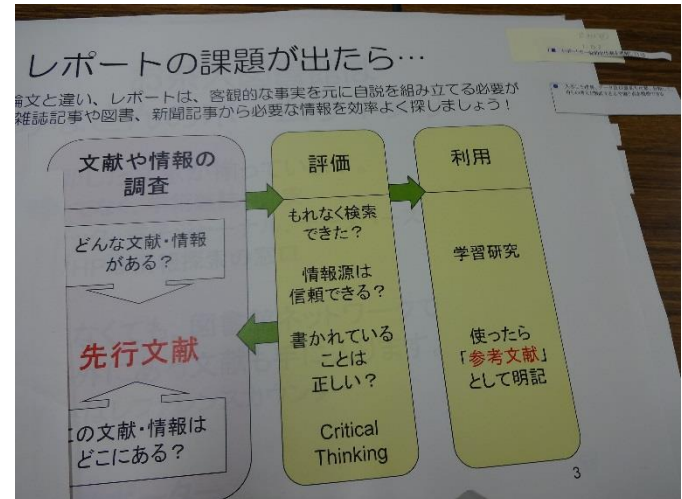 レポートの課題が出たら…
論文と違い、レポートは、客観的な事実を元に自説を組み立てる必要が
雑誌記事や図書、新聞記事から必要な情報を効率よく探しましょう！
文献や情報の
調査
どんな文献・情報
がある？
先行文献
の文献・情報は
どこにある？
評価
もれなく検索
できた？
情報源は
信頼できる？
書かれている
ことは
正しい？
Critical
Thinking
利用
学習研究
使ったら
「参考文献」
として明記
3